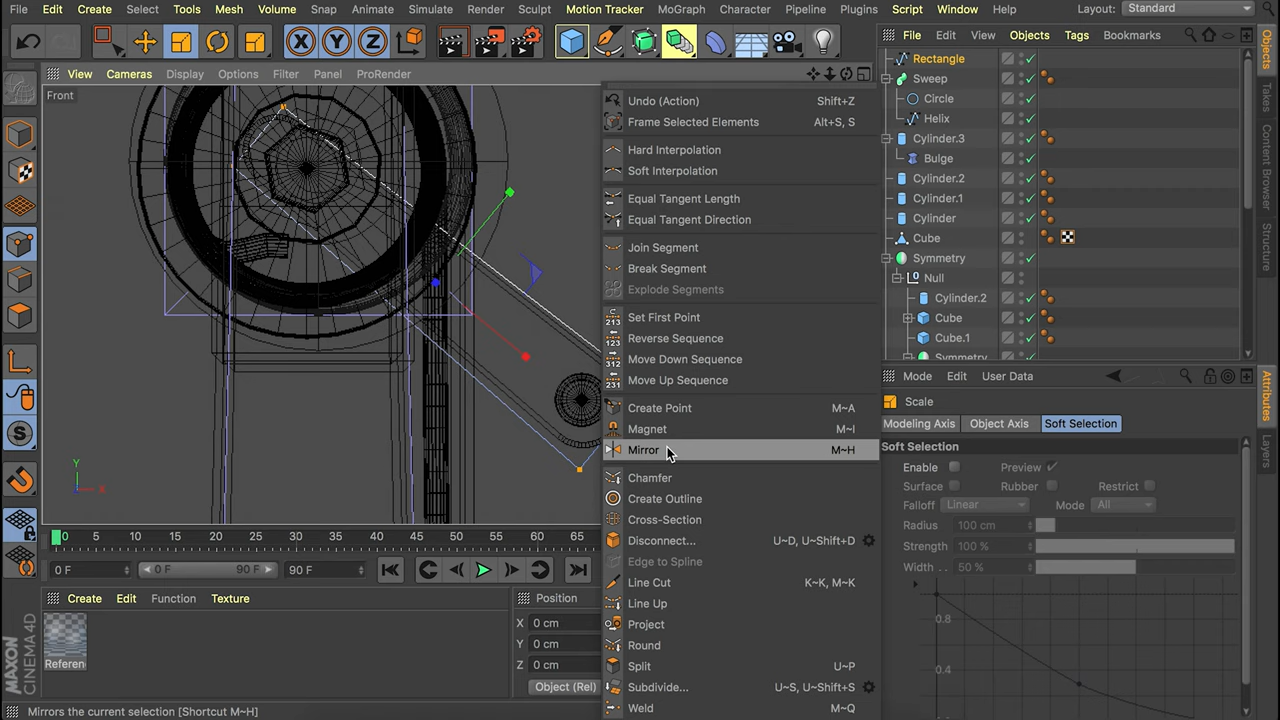 File Edit Create Select Tools Mesh Volume Snap Animate Simulate Render Sculpt Motion Tracker MoGraph Character Pipeline Plugins Script Window Help Layout: Standard
File Edit View Objects Tags Bookmarks
View Cameras Display Options Filter Panel ProRender
Front
Rectangle
Sweep
Circle
Helix
Cylinder.3
Bulge
Cylinder.2
Cylinder.1
Cylinder
Cube
Symmetry
Null
Cylinder.2
Cube
Cube.1
Symmetry
Objects
Takes
Content Browser
Structure
Undo (Action) Shift+Z
Frame Selected Elements Alt+S, S
Hard Interpolation
Soft Interpolation
Equal Tangent Length
Equal Tangent Direction
Join Segment
Break Segment
Explode Segments
Set First Point
Reverse Sequence
Move Down Sequence
Move Up Sequence
Create Point M~A
Magnet M~I
Mirror M~H
Chamfer
Create Outline
Cross-Section
Disconnect... U~D, U~Shift+D
Edge to Spline
Line Cut K~K, M~K
Line Up
Project
Round
Split U~P
Subdivide... U~S, U~Shift+S
Weld M~Q
Mode Edit User Data
Scale
Modeling Axis Object Axis Soft Selection
Soft Selection
Enable Preview
Surface Rubber Restrict
Falloff Linear Mode All
Radius 100 cm
Strength 100 %
Width . . 50 %
0.8
0.4
Attributes
Layers
Y
X
0 5 10 15 20 25 30 35 40 45 50 55 60 65
0 F 0 F 90 F 90 F
Create Edit Function Texture
Referen
Position
X 0 cm
Y 0 cm
Z 0 cm
Object (Rel)
MAXON
CINEMA 4D
Mirrors the current selection [Shortcut M~H]